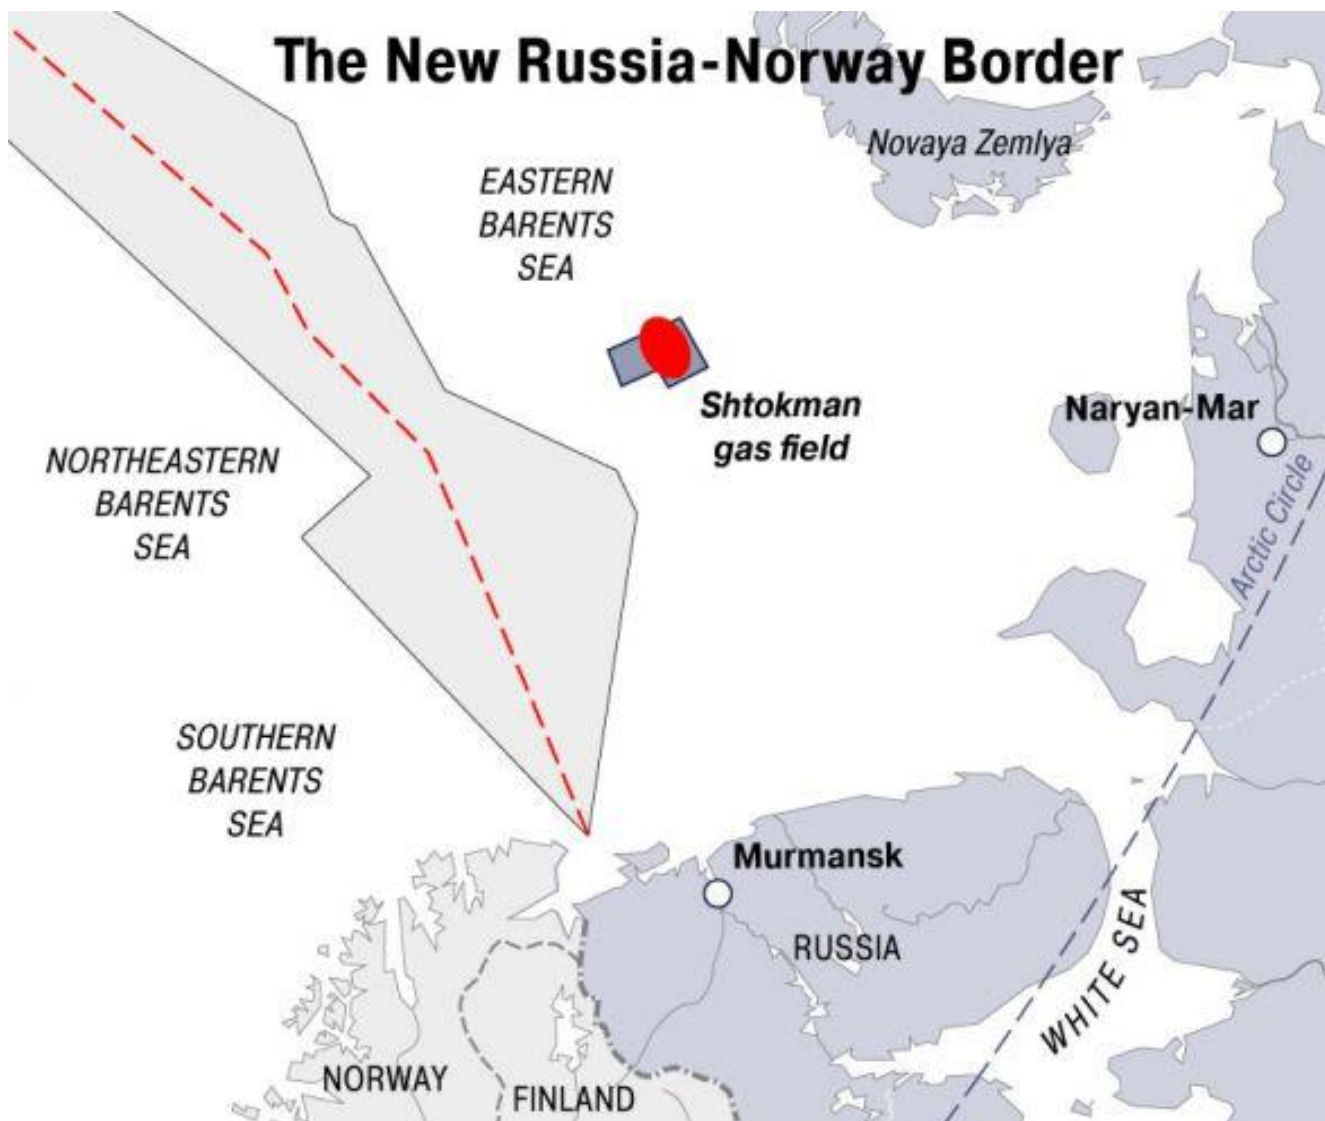 The New Russia-Norway Border
Novaya Zemlya
EASTERN
BARENTS
SEA
Shtokman
gas field
Naryan-Mar
NORTHEASTERN
BARENTS
SEA
Arctic Circle
SOUTHERN
BARENTS
SEA
Murmansk
RUSSIA
WHITE SEA
NORWAY
FINLAND